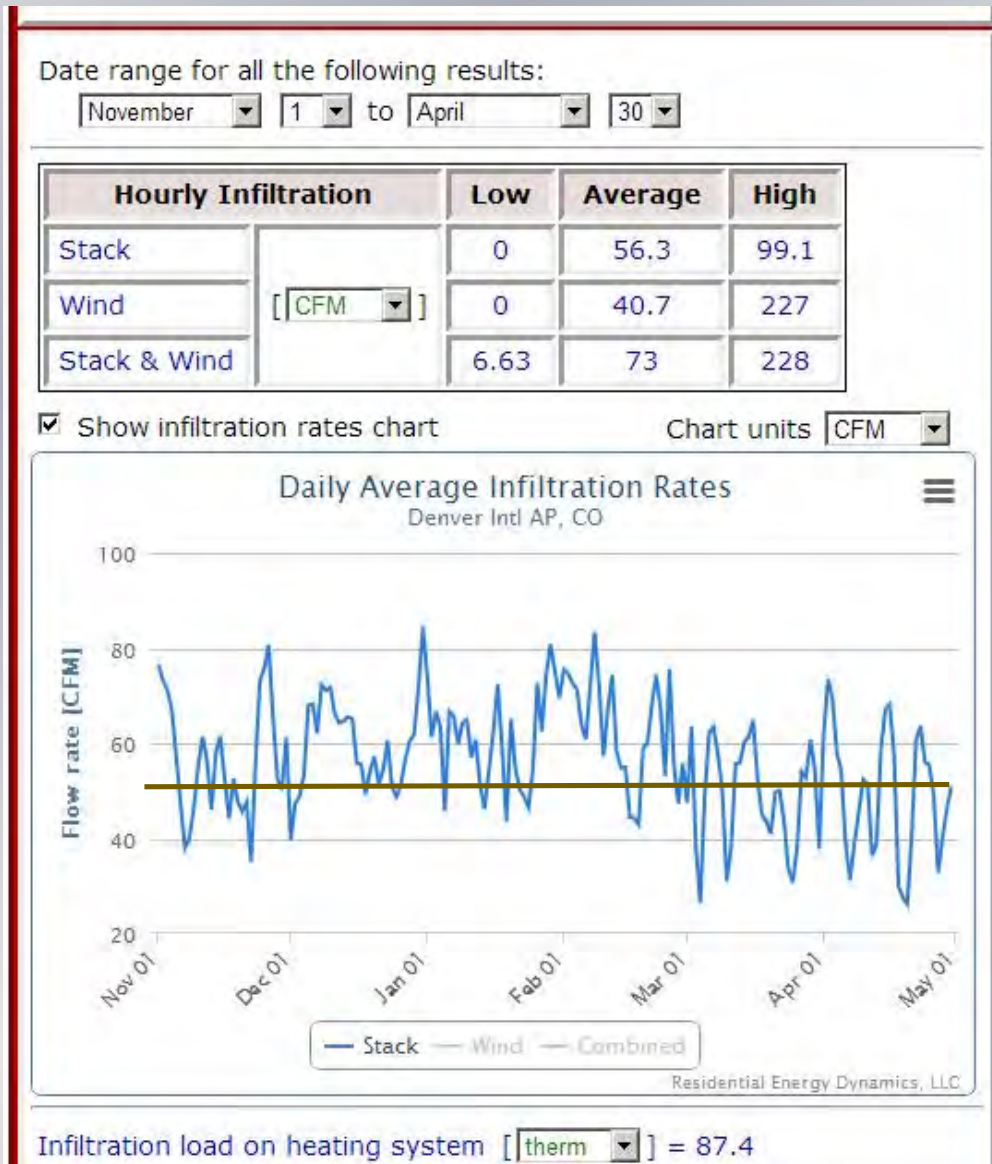 Date range for all the following results:
November 1 to April 30
Hourly Infiltration Low Average High
Stack 0 56.3 99.1
Wind [ CFM ] 0 40.7 227
Stack & Wind 6.63 73 228
Show infiltration rates chart Chart units CFM
Daily Average Infiltration Rates
Denver Intl AP, CO
100
80
60
40
20
Flow rate [CFM]
Nov 01 Dec 01 Jan 01 Feb 01 Mar 01 Apr 01 May 01
Stack Wind Combined
Residential Energy Dynamics, LLC
Infiltration load on heating system [ therm ] = 87.4